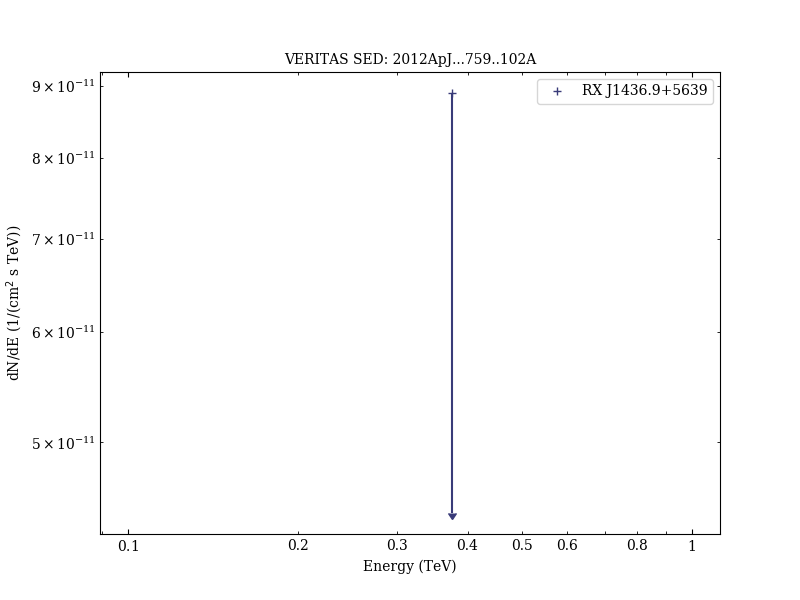 VERITAS SED: 2012ApJ...759..102A
RX J1436.9+5639
dN/dE (1/(cm² s TeV))
9 × 10⁻¹¹
8 × 10⁻¹¹
7 × 10⁻¹¹
6 × 10⁻¹¹
5 × 10⁻¹¹
0.1 0.2 0.3 0.4 0.5 0.6 0.8 1
Energy (TeV)